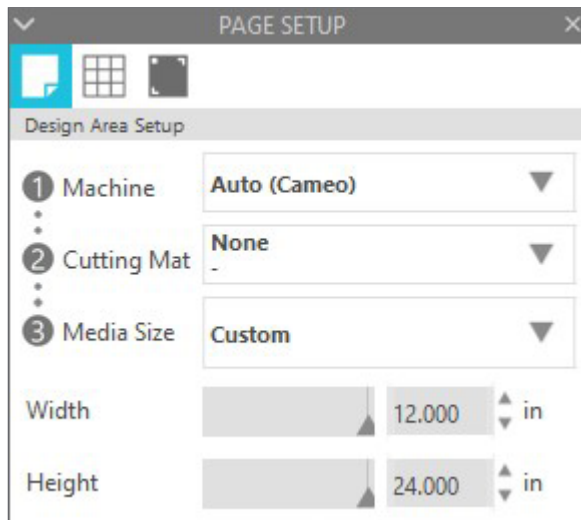 PAGE SETUP
Design Area Setup
1 Machine Auto (Cameo)
2 Cutting Mat None
-
3 Media Size Custom
Width 12.000 in
Height 24.000 in